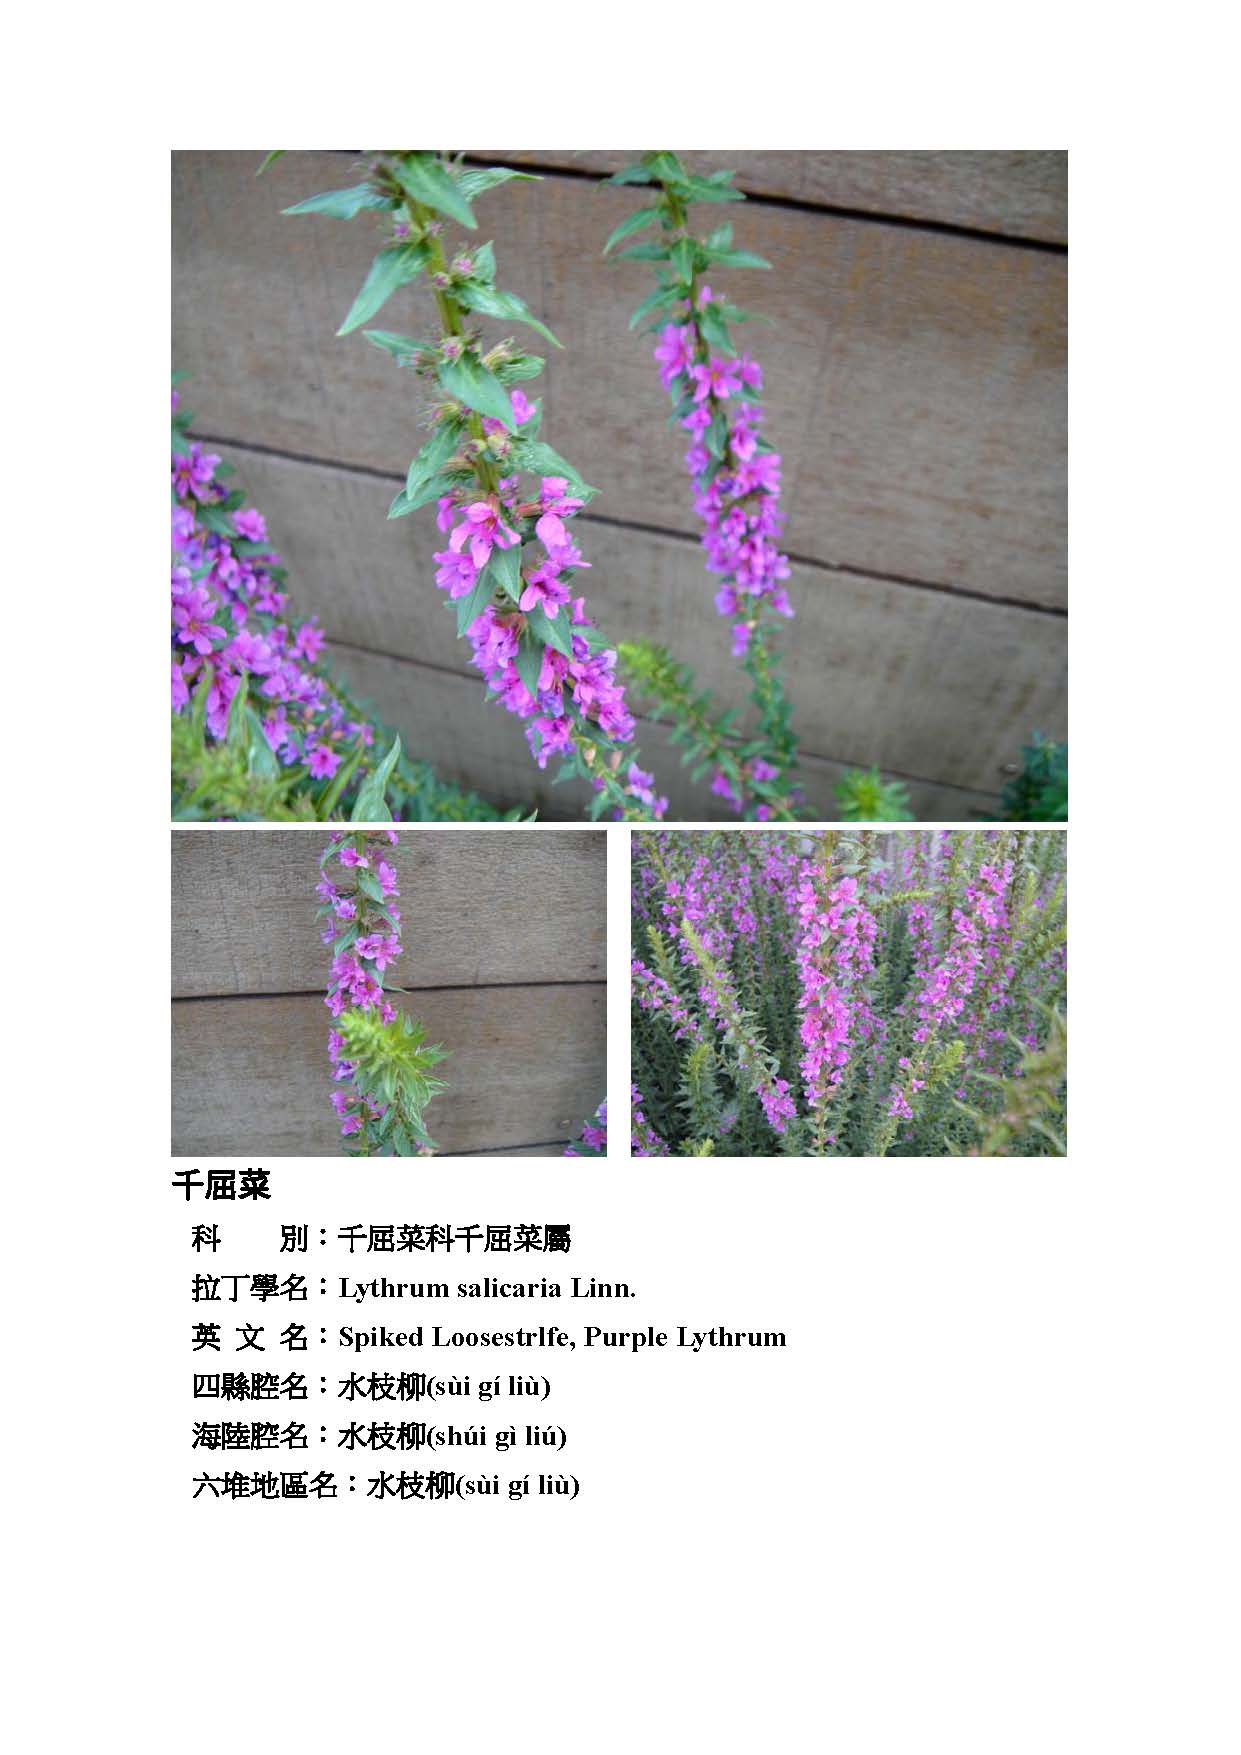 千屈菜
科　　別：千屈菜科千屈菜屬
拉丁學名：Lythrum salicaria Linn.
英 文 名：Spiked Loosestrlfe, Purple Lythrum
四縣腔名：水枝柳(sùi gí liù)
海陸腔名：水枝柳(shúi gì liú)
六堆地區名：水枝柳(sùi gí liù)